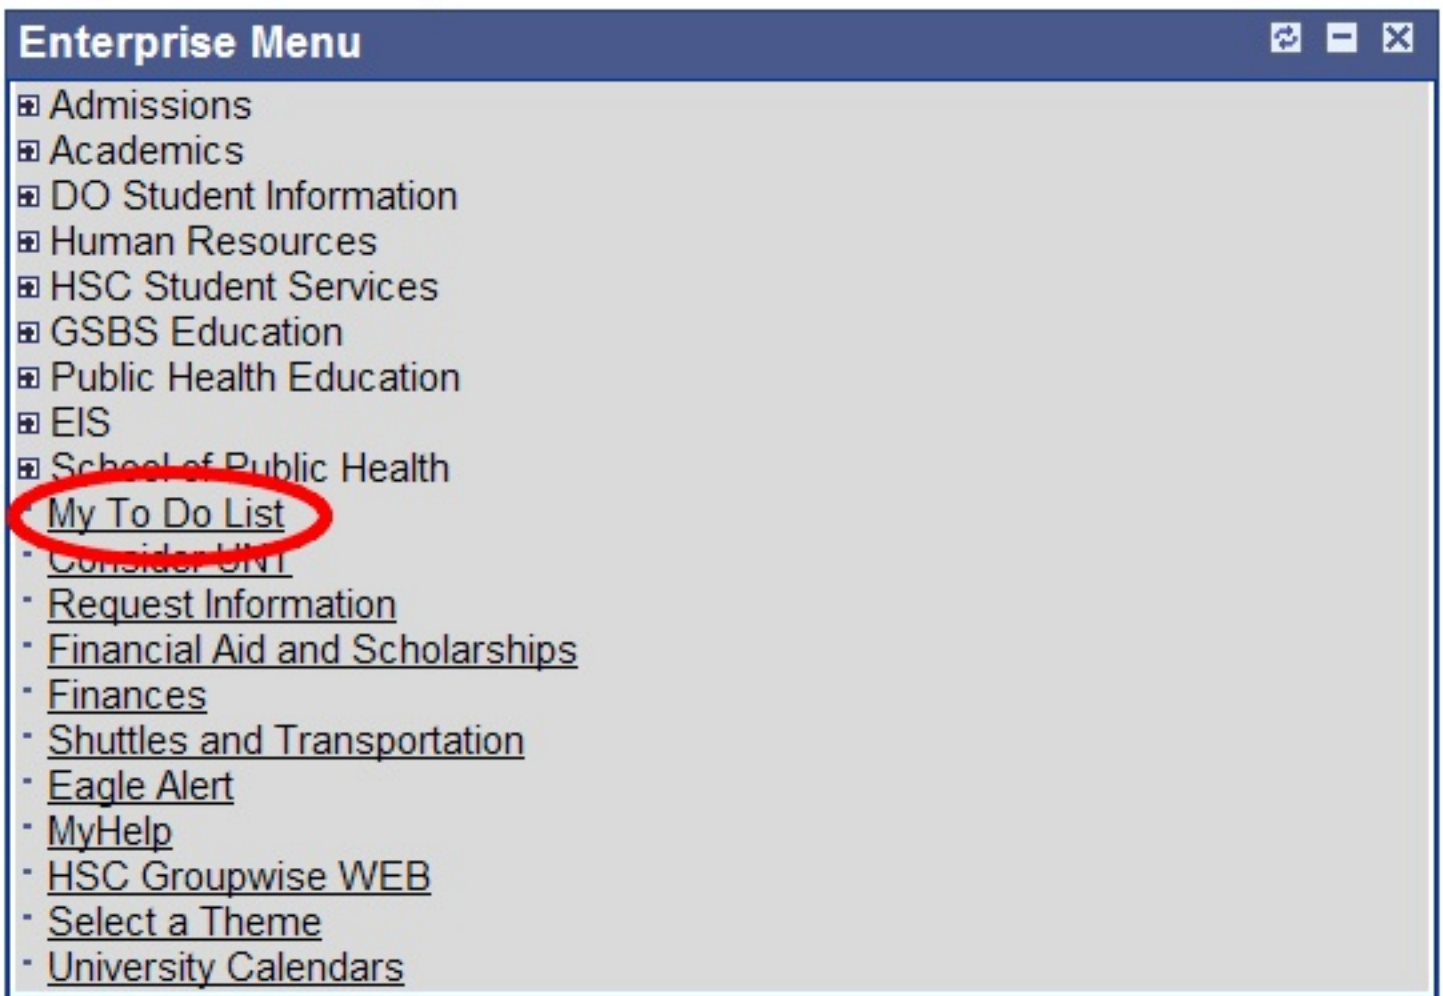 Enterprise Menu
Admissions
Academics
DO Student Information
Human Resources
HSC Student Services
GSBS Education
Public Health Education
EIS
School of Public Health
My To Do List
Consider UNT
Request Information
Financial Aid and Scholarships
Finances
Shuttles and Transportation
Eagle Alert
MyHelp
HSC Groupwise WEB
Select a Theme
University Calendars